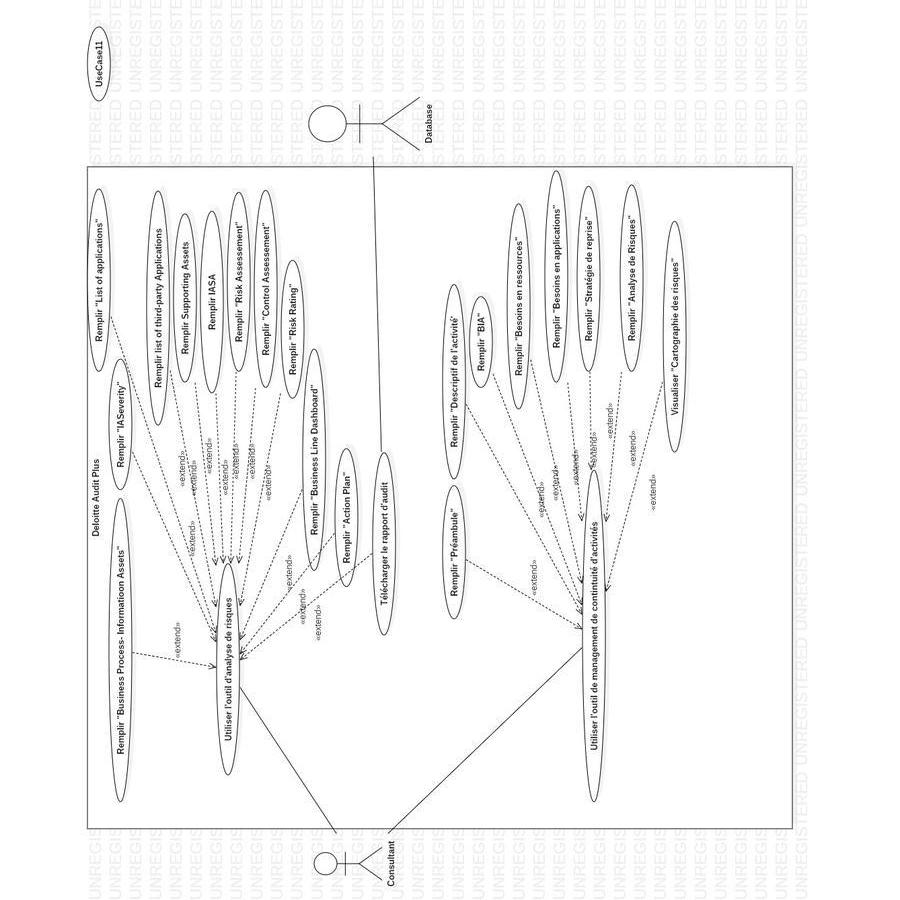 UseCase11
Database
Deloitte Audit Plus
Remplir "List of applications"
Remplir "IASeverity"
Remplir "Business Process- Informatioon Assets"
Remplir list of third-party Applications
Remplir Supporting Assets
Remplir IASA
Remplir "Risk Assessement"
Remplir "Control Assessement"
Remplir "Risk Rating"
Remplir "Business Line Dashboard"
Remplir "Action Plan"
Télécharger le rapport d'audit
Utiliser l'outil d'analyse de risques
«extend»
«extend»
«extend»
«extend»
«extend»
«extend»
«extend»
«extend»
«extend»
«extend»
«extend»
«extend»
Remplir "Descriptif de l'activité'
Remplir "Préambule"
Remplir "BIA"
Remplir "Besoins en ressources"
Remplir "Besoins en applications"
Remplir "Stratégie de reprise"
Remplir "Analyse de Risques"
Visualiser "Cartographie des risques"
Utiliser l'outil de management de contintuité d'activités
«extend»
«extend»
«extend»
«extend»
«extend»
«extend»
«extend»
«extend»
Consultant
UNREGISTERED